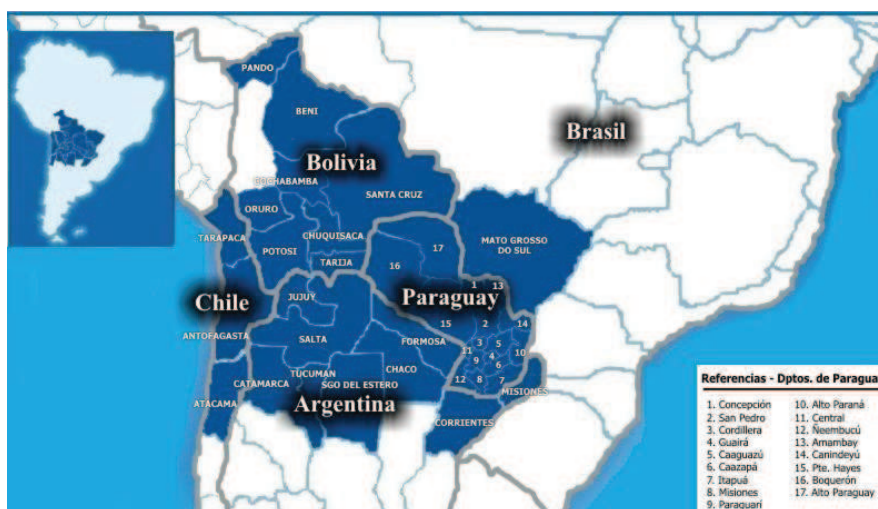 PANDO
BENI
Brasil
Bolivia
COCHABAMBA
SANTA CRUZ
ORURO
TARAPACA
CHUQUISACA
17
MATO GROSSO
DO SUL
POTOSI
TARIJA
16
1
13
JUJUY
Chile
Paraguay
15
2
14
ANTOFAGASTA
SALTA
FORMOSA
3
5
11
4
10
9
6
TUCUMAN
CHACO
CATAMARCA
SGO DEL ESTERO
12
8
7
MISIONES
ATACAMA
Argentina
CORRIENTES
Referencias - Dptos. de Paragua
1. Concepción
2. San Pedro
3. Cordillera
4. Guairá
5. Caaguazú
6. Caazapá
7. Itapuá
8. Misiones
9. Paraguarí
10. Alto Paraná
11. Central
12. Ñeembucú
13. Amambay
14. Canindeyú
15. Pte. Hayes
16. Boquerón
17. Alto Paraguay